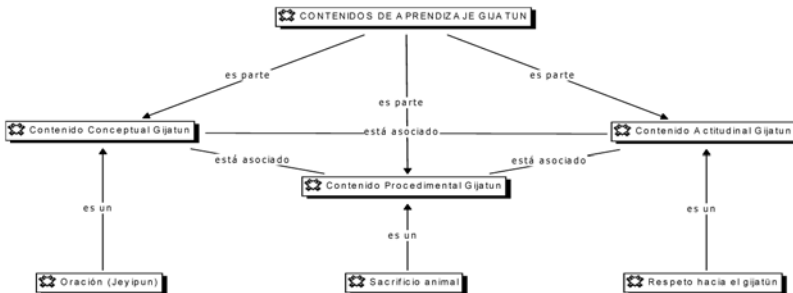 CONTENIDOS DE APRENDIZAJE GIJATUN
es parte
es parte
es parte
Contenido Conceptual Gijatun
está asociado
Contenido Actitudinal Gijatun
está asociado
está asociado
Contenido Procedimental Gijatun
es un
es un
es un
Oración (Jeyipun)
Sacrificio animal
Respeto hacia el gijatün